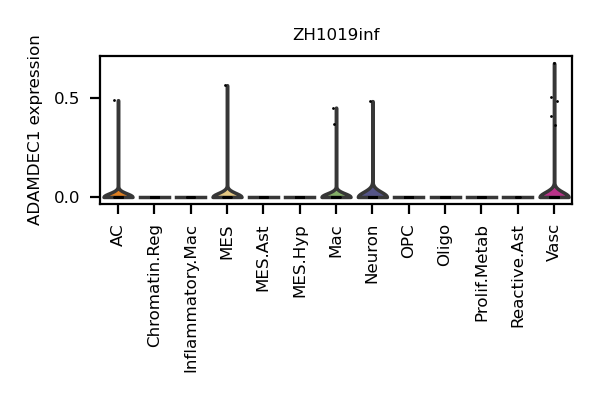 ZH1019inf
ADAMDEC1 expression
0.5
0.0
AC
Chromatin.Reg
Inflammatory.Mac
MES
MES.Ast
MES.Hyp
Mac
Neuron
OPC
Oligo
Prolif.Metab
Reactive.Ast
Vasc